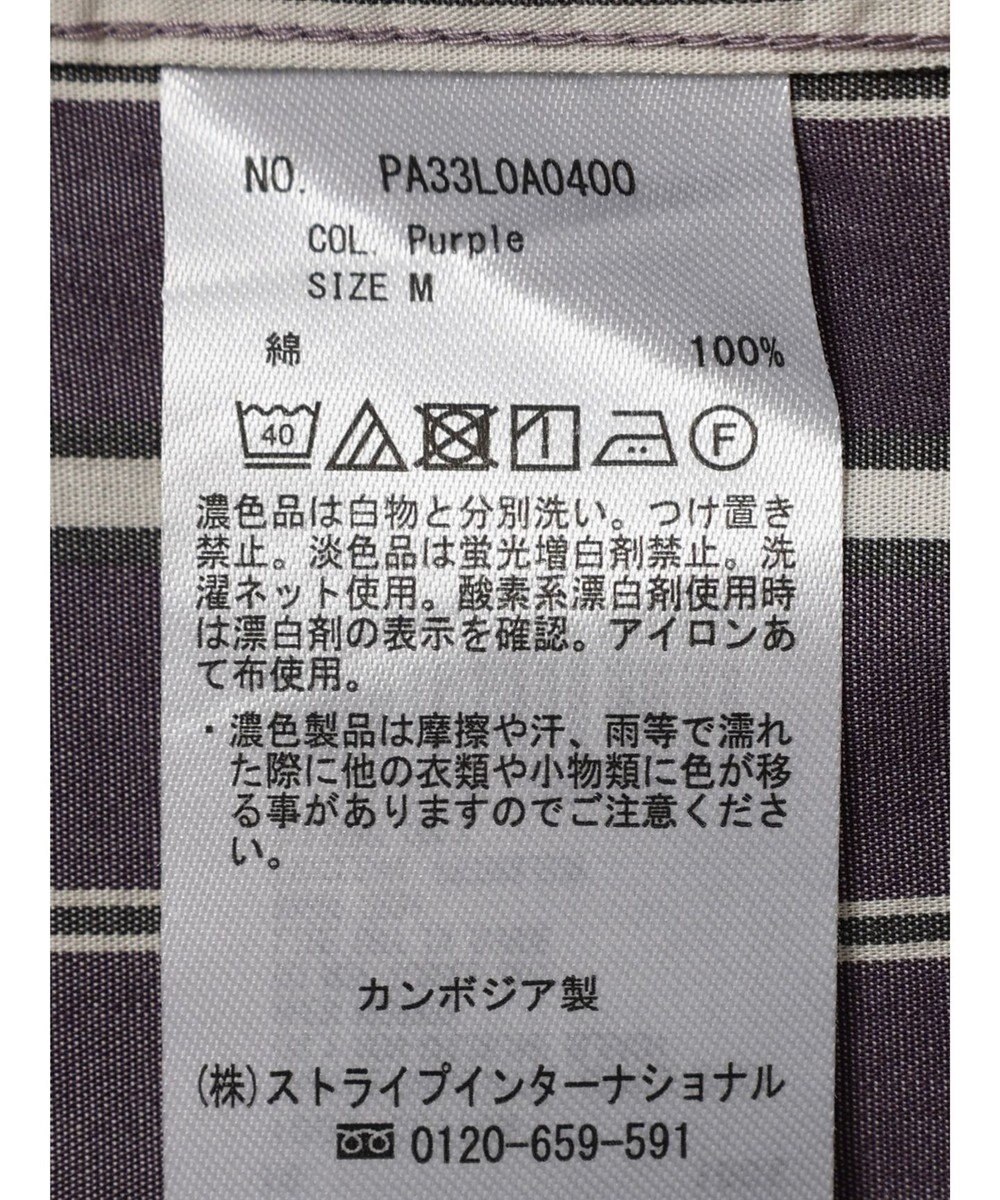 NO. PA33L0A0400
COL. Purple
SIZE M
綿 100%
40 F
濃色品は白物と分別洗い。つけ置き
禁止。淡色品は蛍光増白剤禁止。洗
濯ネット使用。酸素系漂白剤使用時
は漂白剤の表示を確認。アイロンあ
て布使用。
・濃色製品は摩擦や汗、雨等で濡れ
た際に他の衣類や小物類に色が移
る事がありますのでご注意くださ
い。
カンボジア製
(株)ストライプインターナショナル
0120-659-591